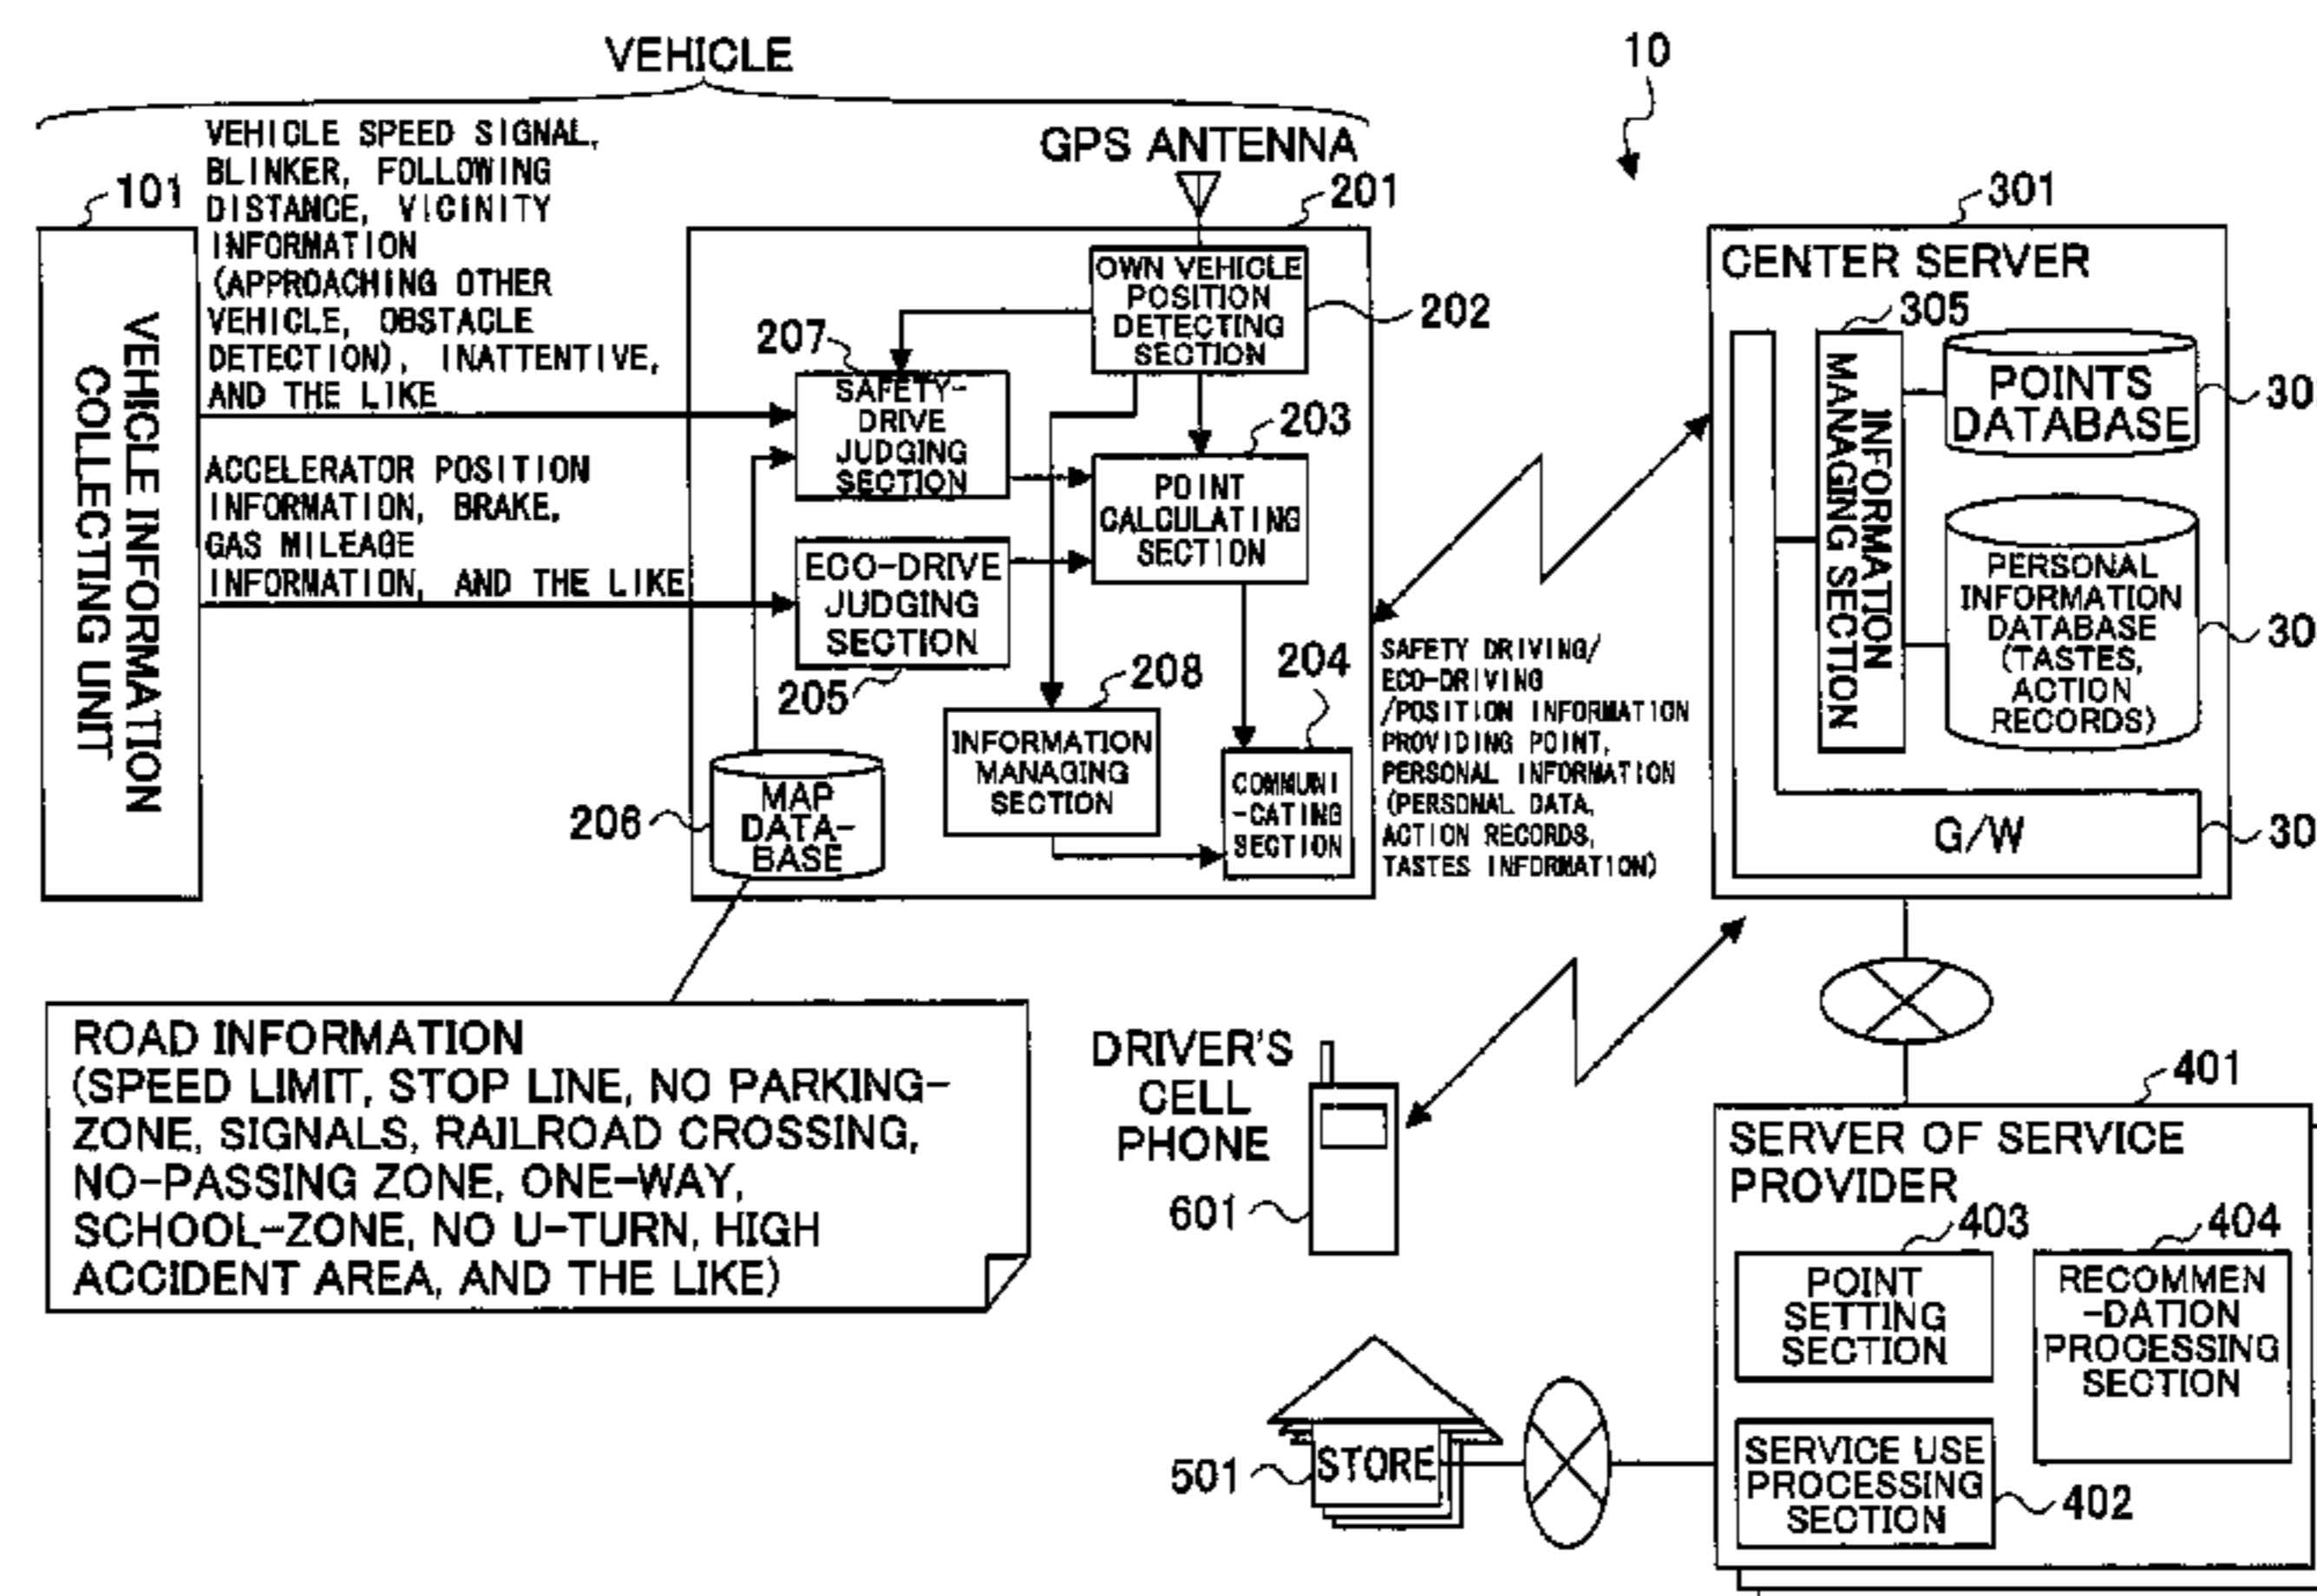 VEHICLE
10
VEHICLE SPEED SIGNAL,
BLINKER, FOLLOWING
DISTANCE, VICINITY
INFORMATION
(APPROACHING OTHER
VEHICLE, OBSTACLE
DETECTION), INATTENTIVE,
AND THE LIKE
ACCELERATOR POSITION
INFORMATION, BRAKE,
GAS MILEAGE
INFORMATION, AND THE LIKE
101
VEHICLE INFORMATION
COLLECTING UNIT
GPS ANTENNA
201
OWN VEHICLE
POSITION
DETECTING
SECTION
202
207
SAFETY-
DRIVE
JUDGING
SECTION
203
POINT
CALCULATING
SECTION
ECO-DRIVE
JUDGING
SECTION
205
208
INFORMATION
MANAGING
SECTION
204
COMMUNI
-CATING
SECTION
206
MAP
DATA-
BASE
SAFETY DRIVING/
ECO-DRIVING
/POSITION INFORMATION
PROVIDING POINT,
PERSONAL INFORMATION
(PERSONAL DATA,
ACTION RECORDS,
TASTES INFORMATION)
301
CENTER SERVER
305
INFORMATION
MANAGING SECTION
POINTS
DATABASE
30
PERSONAL
INFORMATION
DATABASE
(TASTES,
ACTION
RECORDS)
30
G/W
30
ROAD INFORMATION
(SPEED LIMIT, STOP LINE, NO PARKING-
ZONE, SIGNALS, RAILROAD CROSSING,
NO-PASSING ZONE, ONE-WAY,
SCHOOL-ZONE, NO U-TURN, HIGH
ACCIDENT AREA, AND THE LIKE)
DRIVER'S
CELL
PHONE
601
401
SERVER OF SERVICE
PROVIDER
403
POINT
SETTING
SECTION
404
RECOMMEN
-DATION
PROCESSING
SECTION
SERVICE USE
PROCESSING
SECTION
402
501
STORE